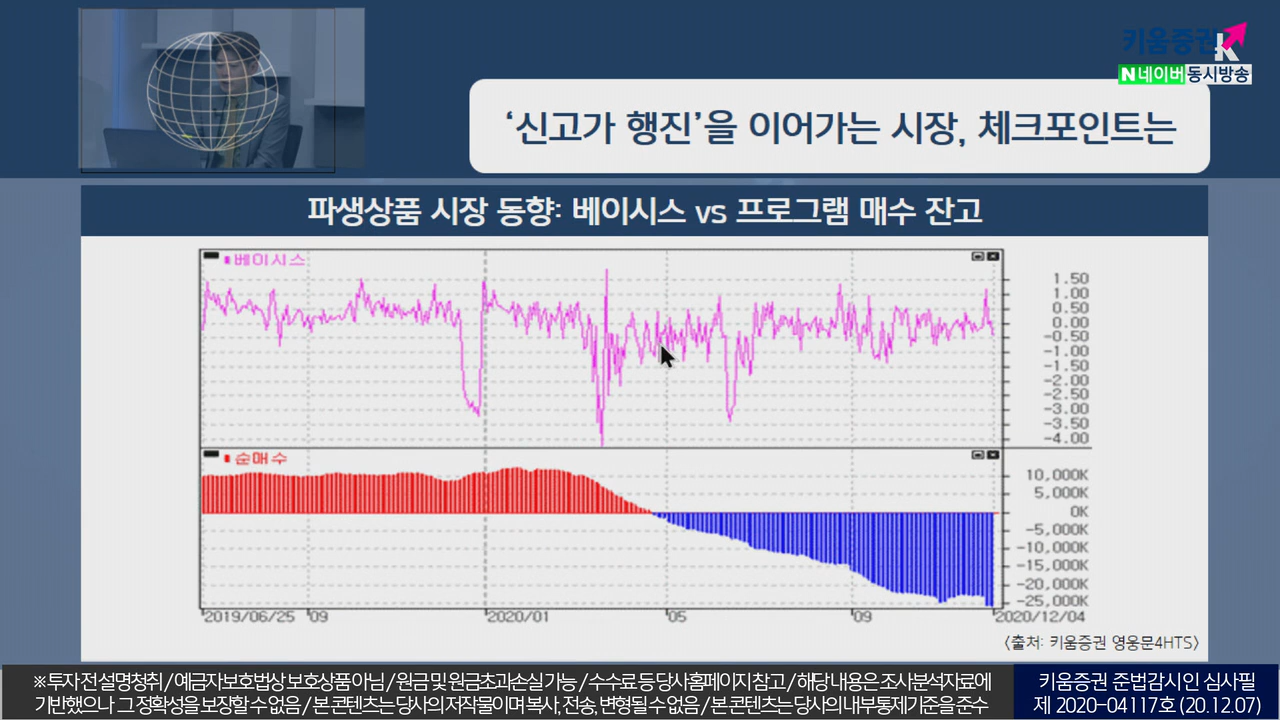 키움증권
N 네이버 동시방송
‘신고가 행진’을 이어가는 시장, 체크포인트는
파생상품 시장 동향: 베이시스 vs 프로그램 매수 잔고
베이시스
1.50
1.00
0.50
0.00
-0.50
-1.00
-1.50
-2.00
-2.50
-3.00
-3.50
-4.00
순매수
10,000K
5,000K
0K
-5,000K
-10,000K
-15,000K
-20,000K
-25,000K
2019/06/25 09 2020/01 05 09 2020/12/04
<출처: 키움증권 영웅문4HTS>
※ 투자 전 설명청취 / 예금자보호법상 보호상품 아님 / 원금 및 원금초과손실 가능 / 수수료 등 당사홈페이지 참고 / 해당 내용은 조사분석자료에
기반했으나 그 정확성을 보장할 수 없음 / 본 콘텐츠는 당사의 저작물이며 복사, 전송, 변형될 수 없음 / 본 콘텐츠는 당사의 내부통제기준을 준수
키움증권 준법감시인 심사필
제 2020-04117호 (20.12.07)